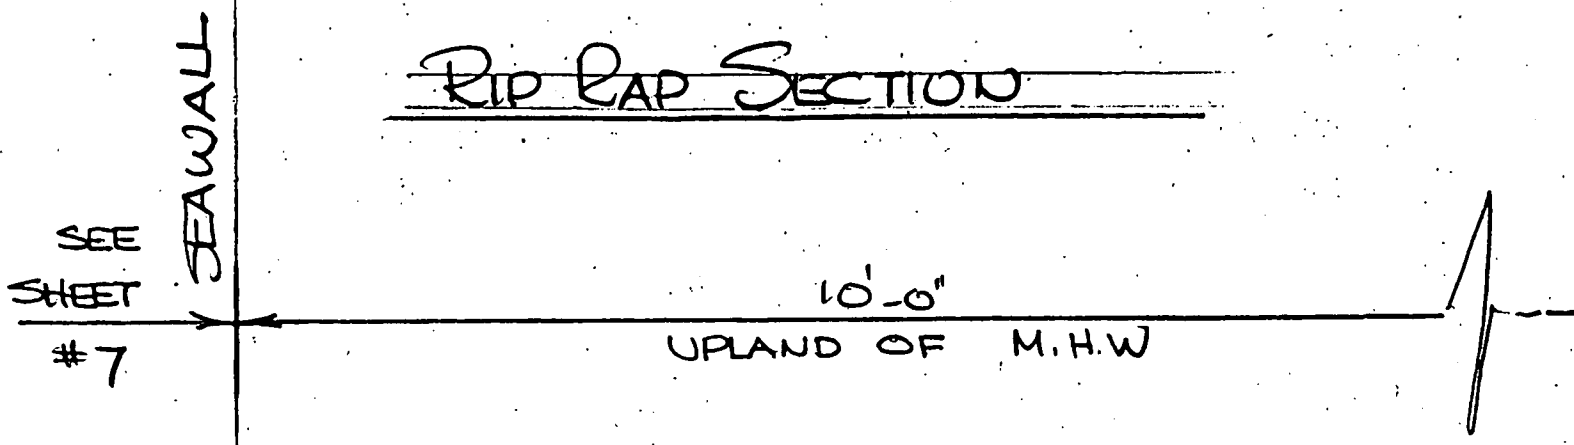 RIP RAP SECTION
SEAWALL
SEE
SHEET
#7
10'-0"
UPLAND OF M.H.W